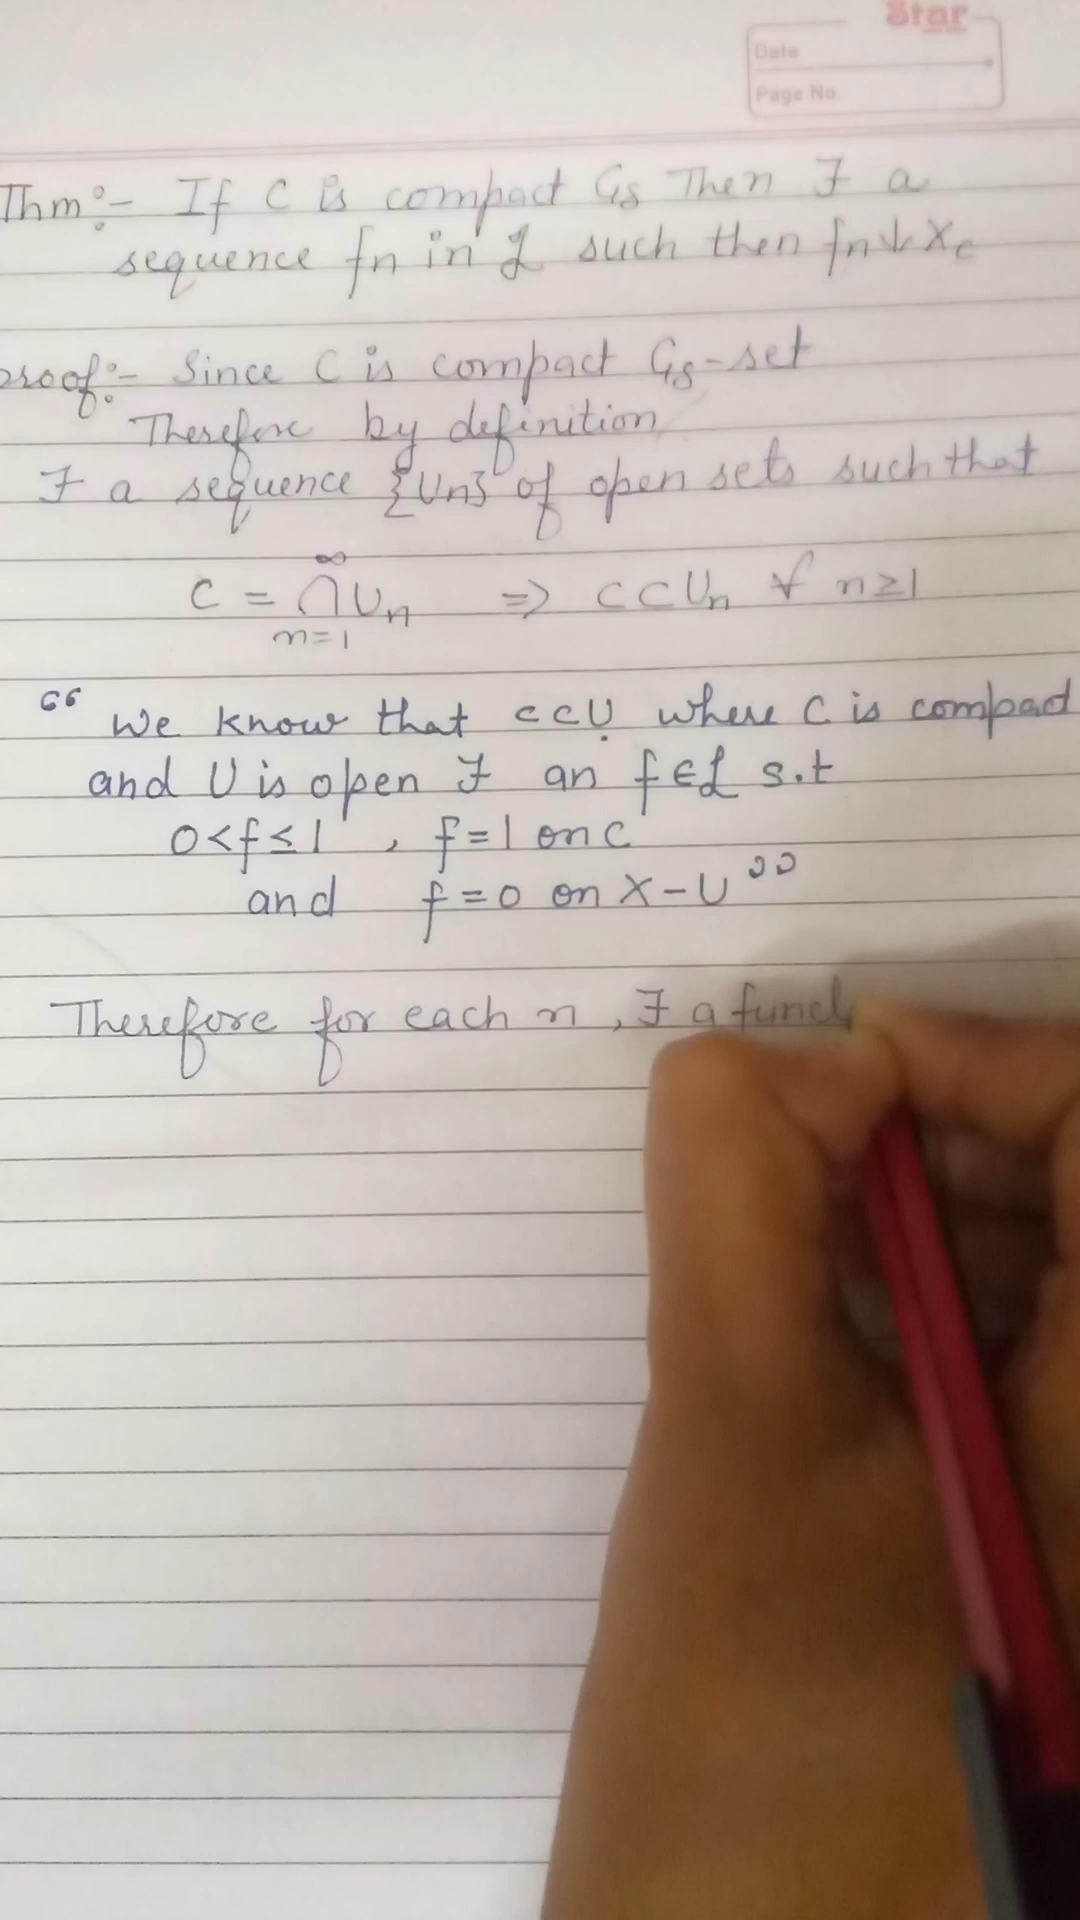 Star
Date
Page No.
Thm:- If C is compact Gδ Then ∃ a
sequence fn in L such then fn↓Xc
proof:- Since C is compact Gδ-set
Therefore by definition
∃ a sequence {Un} of open sets such that
C = ∞∩n=1 Un => C⊂Un ∀ n≥1
“ We know that C⊂U where C is compact
and U is open ∃ an f∈L s.t
0<f≤1 , f=1 on C
and f=0 on X-U ”
Therefore for each n, ∃ a funct